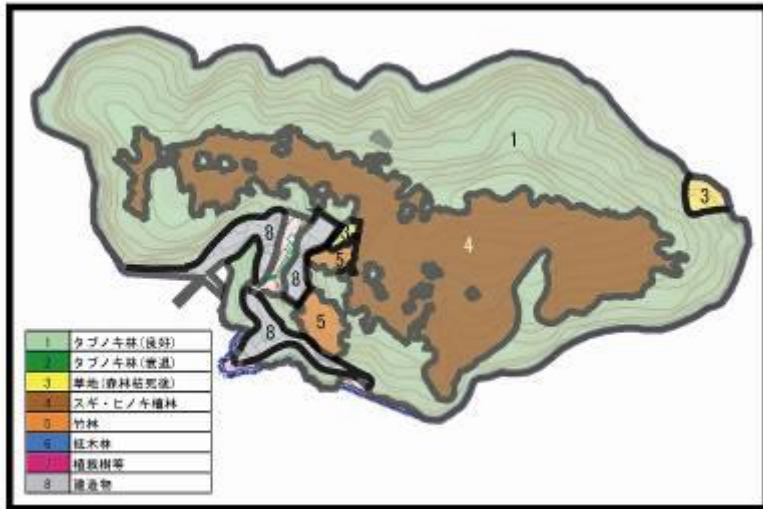 1
3
8
3
5
4
8
5
8
1 タブノキ林(良好)
2 タブノキ林(衰退)
3 草地(森林枯死後)
4 スギ・ヒノキ植林
5 竹林
6 低木林
7 植栽樹等
8 建造物